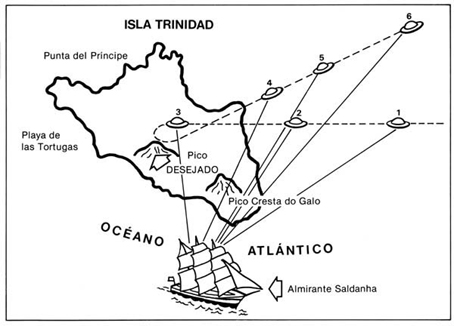 ISLA TRINIDAD
6
Punta del Príncipe
5
4
3
2
1
Playa de
las Tortugas
Pico
DESEJADO
Pico Cresta do Galo
OCÉANO
ATLÁNTICO
Almirante Saldanha